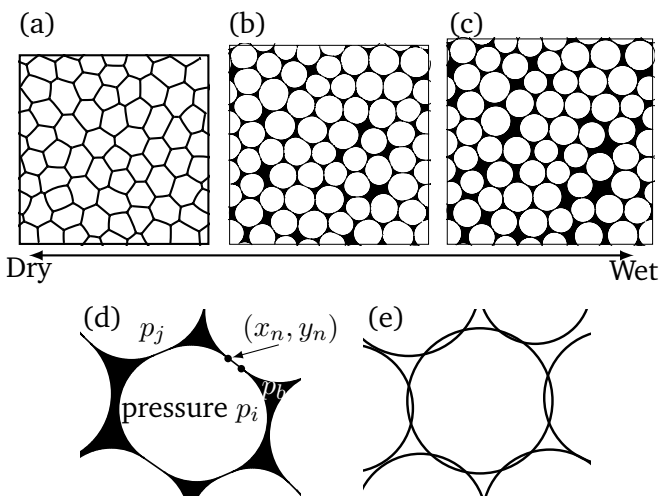 (a) (b) (c)
Dry Wet
(d) (e)
p_j (x_n, y_n)
p_b
pressure p_i